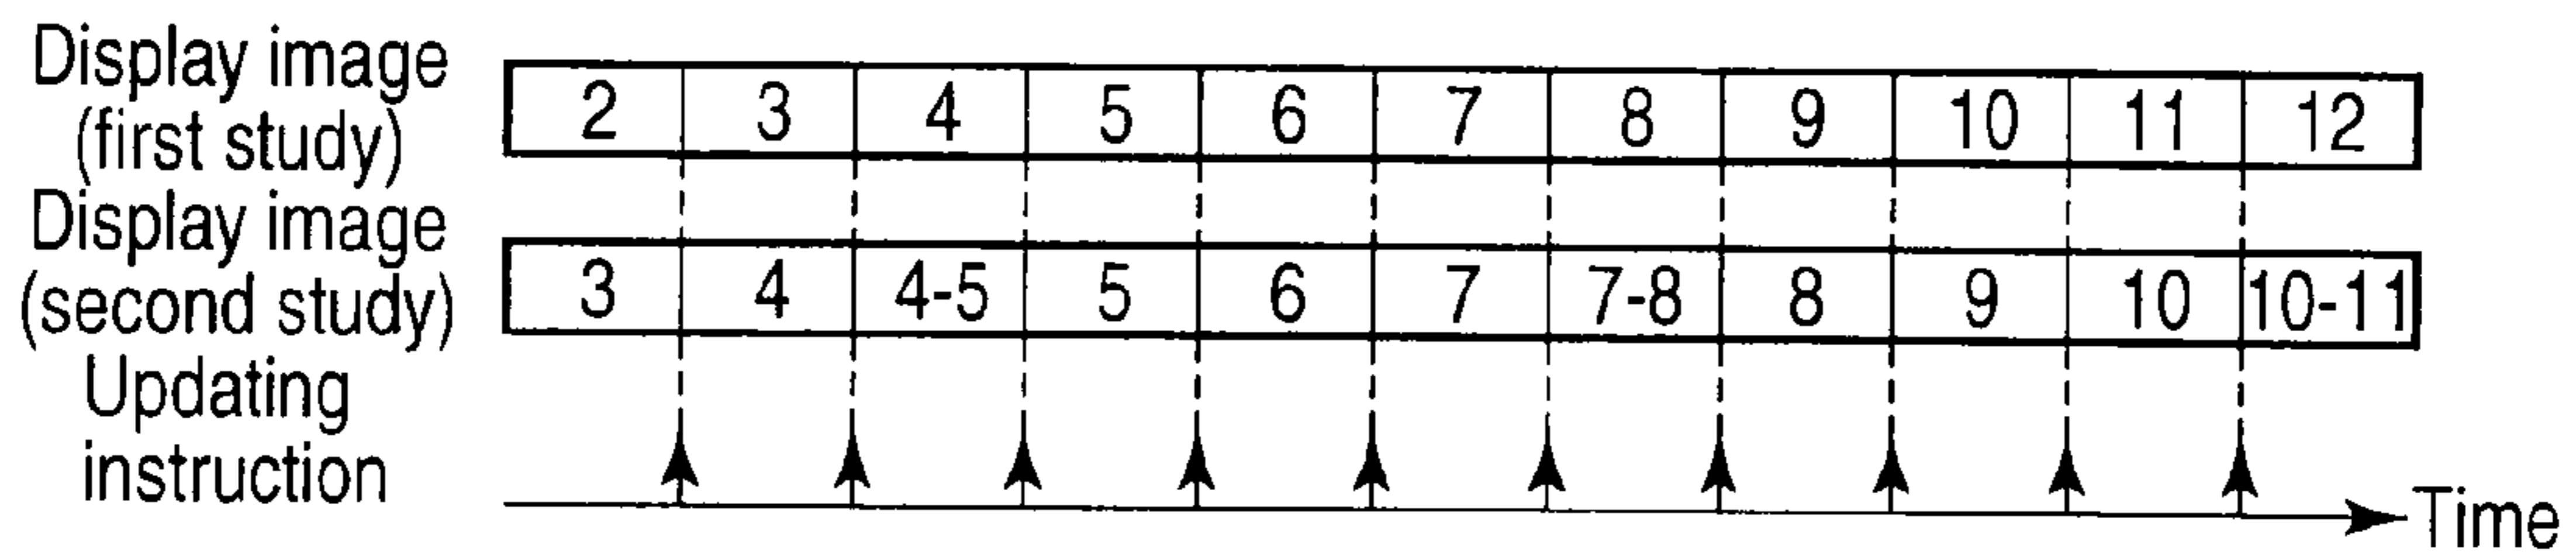 Display image
(first study)
2 3 4 5 6 7 8 9 10 11 12
Display image
(second study)
3 4 4-5 5 6 7 7-8 8 9 10 10-11
Updating
instruction
Time